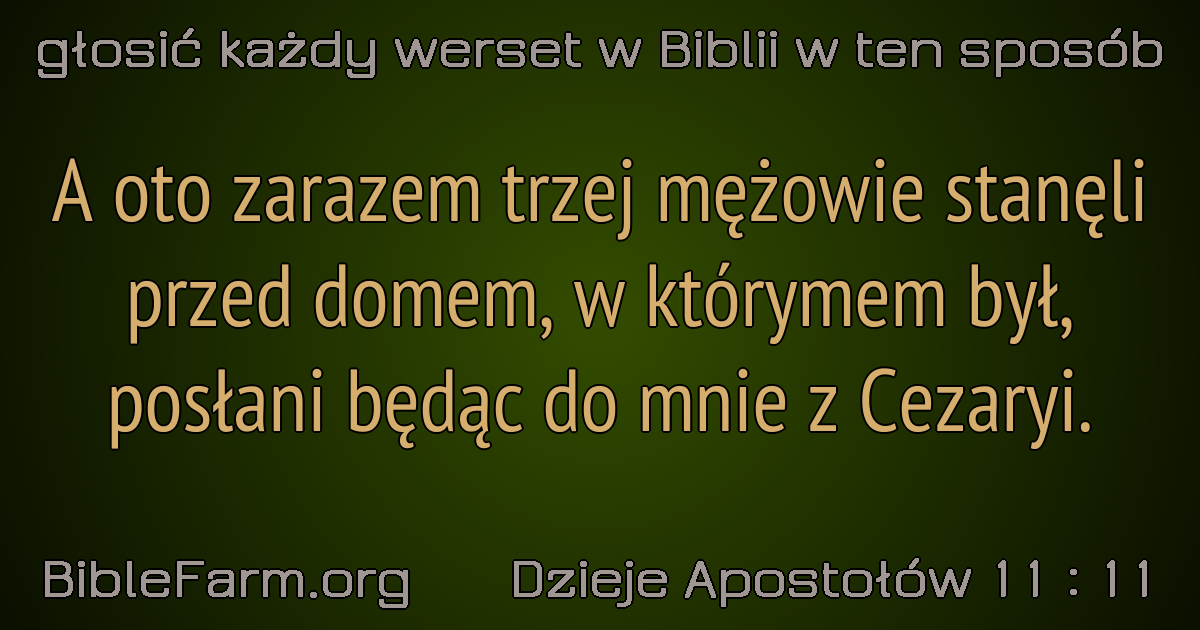 głosić każdy werset w Biblii w ten sposób
A oto zarazem trzej mężowie stanęli
przed domem, w którymem był,
posłani będąc do mnie z Cezaryi.
BibleFarm.org
Dzieje Apostołów 11 : 11